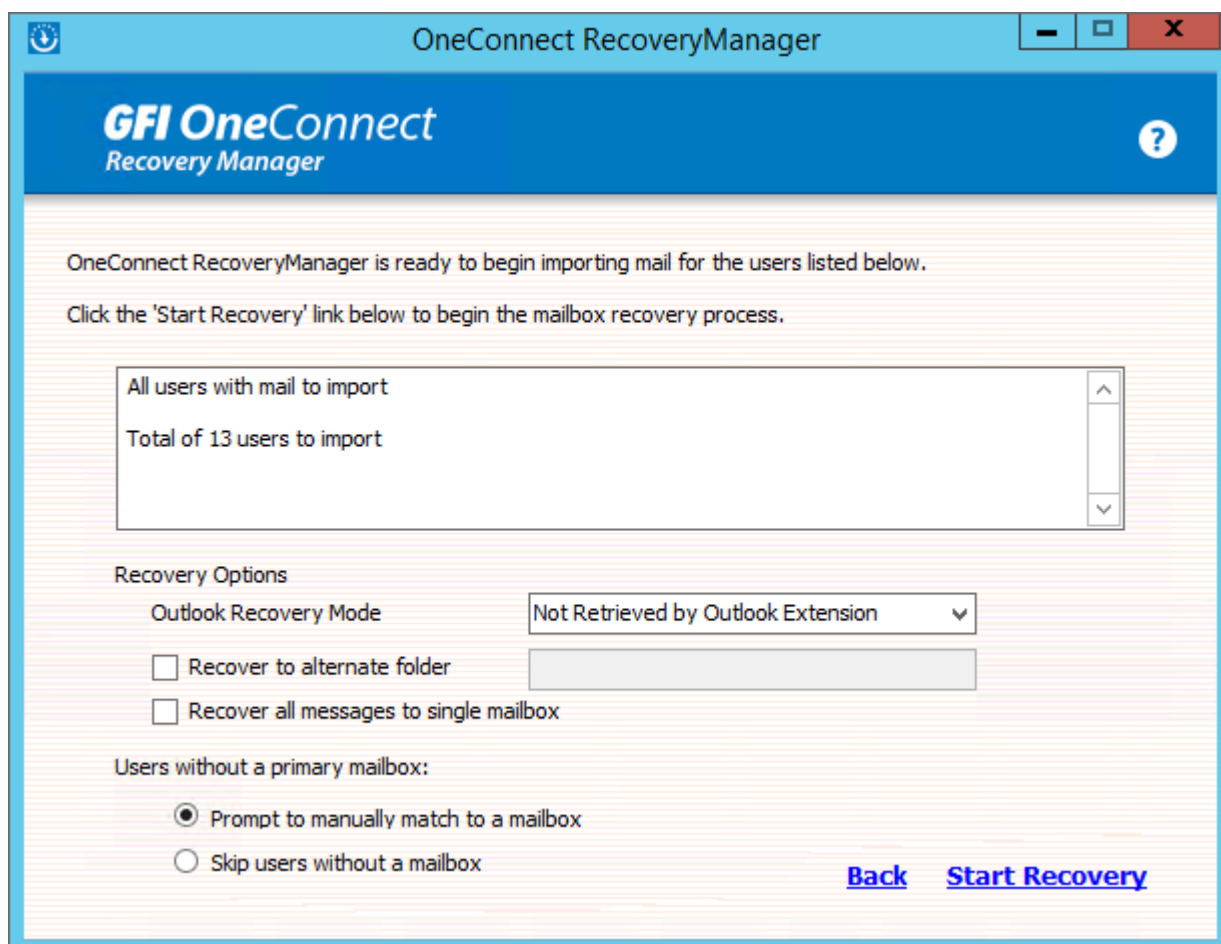 OneConnect RecoveryManager
GFI OneConnect
Recovery Manager
?
OneConnect RecoveryManager is ready to begin importing mail for the users listed below.
Click the 'Start Recovery' link below to begin the mailbox recovery process.
All users with mail to import
Total of 13 users to import
Recovery Options
Outlook Recovery Mode Not Retrieved by Outlook Extension
Recover to alternate folder
Recover all messages to single mailbox
Users without a primary mailbox:
Prompt to manually match to a mailbox
Skip users without a mailbox
Back Start Recovery